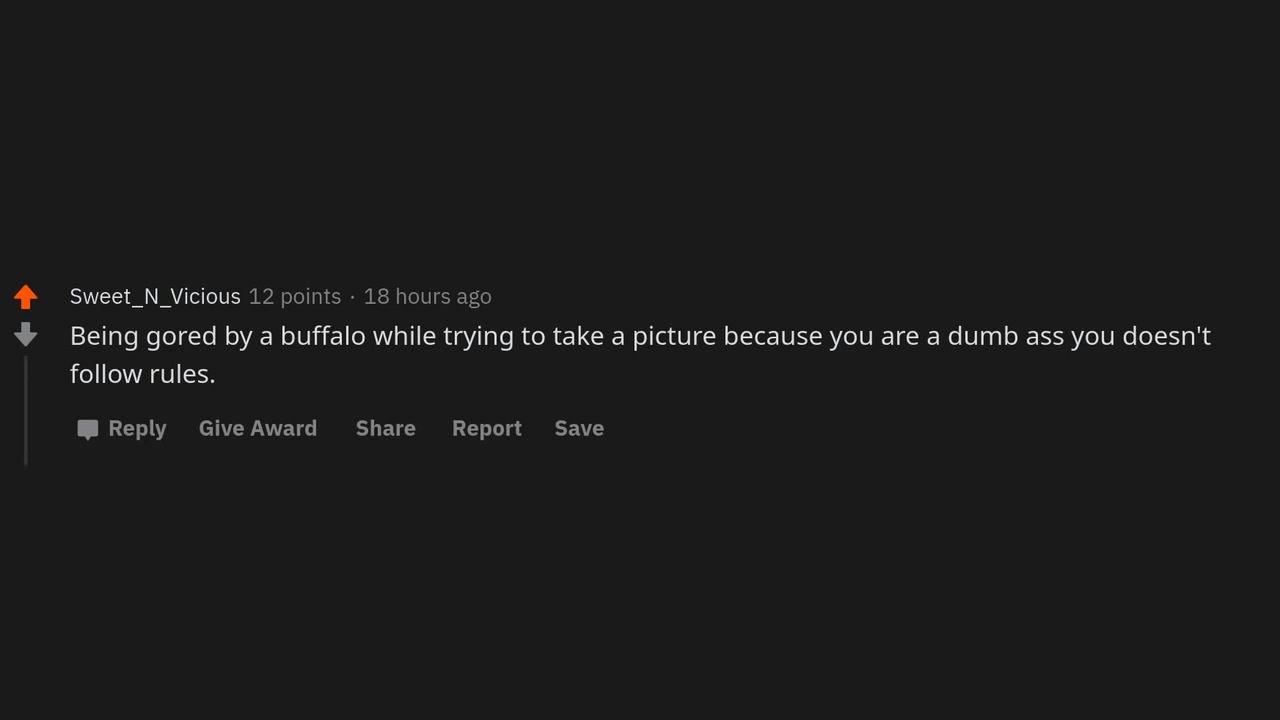 Sweet_N_Vicious 12 points · 18 hours ago
Being gored by a buffalo while trying to take a picture because you are a dumb ass you doesn't
follow rules.
Reply Give Award Share Report Save